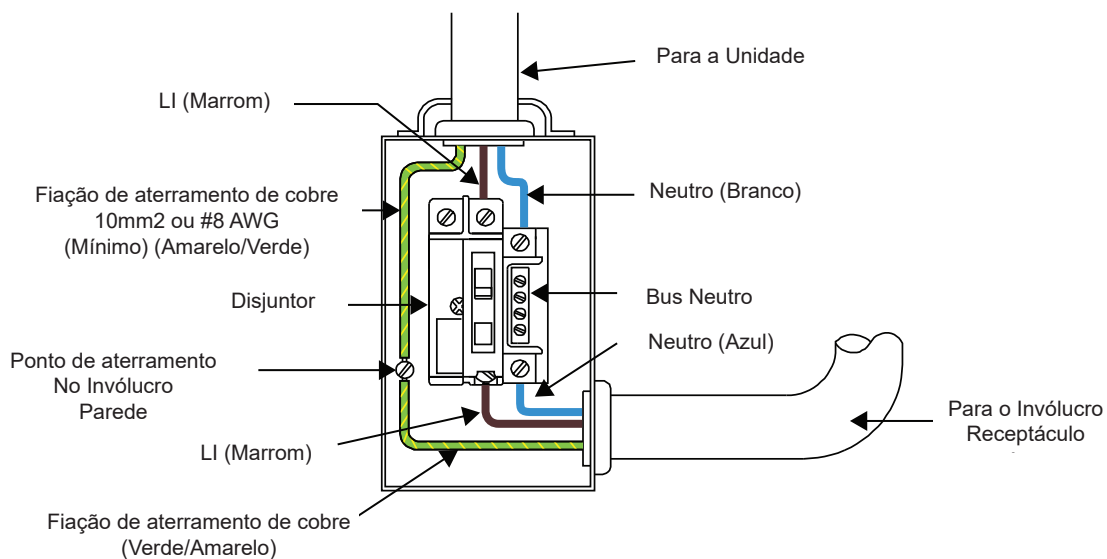 Para a Unidade
LI (Marrom)
Fiação de aterramento de cobre
10mm2 ou #8 AWG
(Mínimo) (Amarelo/Verde)
Neutro (Branco)
Disjuntor
Bus Neutro
Neutro (Azul)
Ponto de aterramento
No Invólucro
Parede
Para o Invólucro
Receptáculo
LI (Marrom)
Fiação de aterramento de cobre
(Verde/Amarelo)